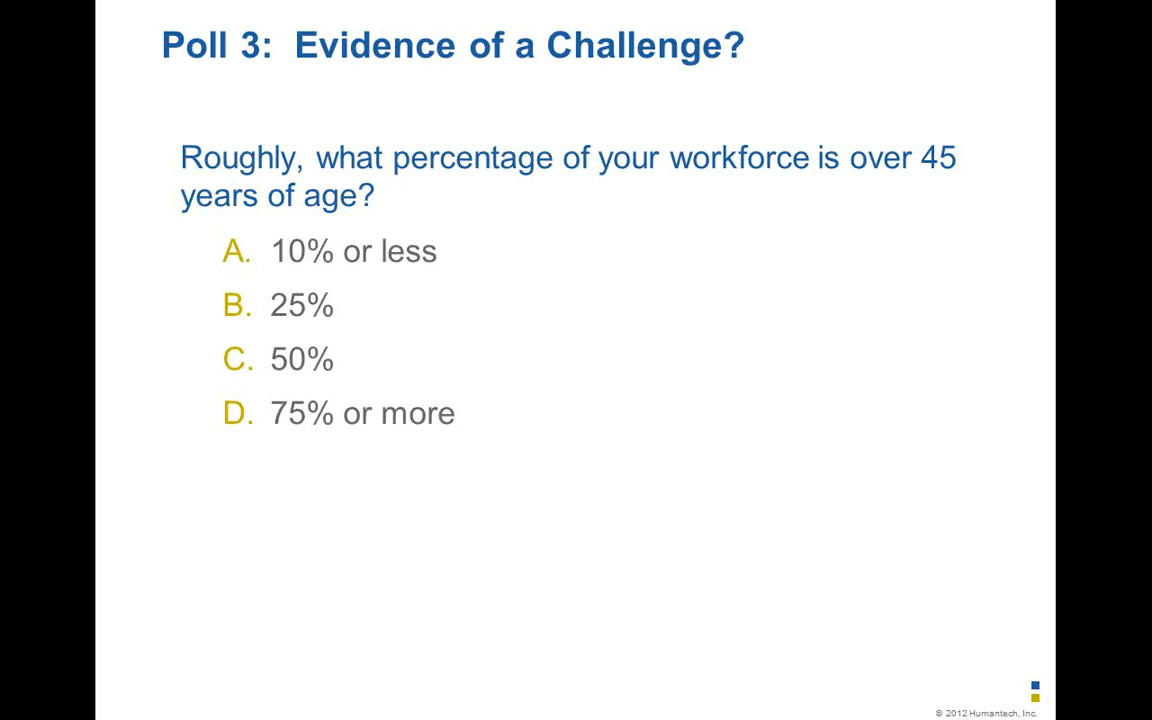 Poll 3: Evidence of a Challenge?
Roughly, what percentage of your workforce is over 45
years of age?
A. 10% or less
B. 25%
C. 50%
D. 75% or more
© 2012 Humantech, Inc.